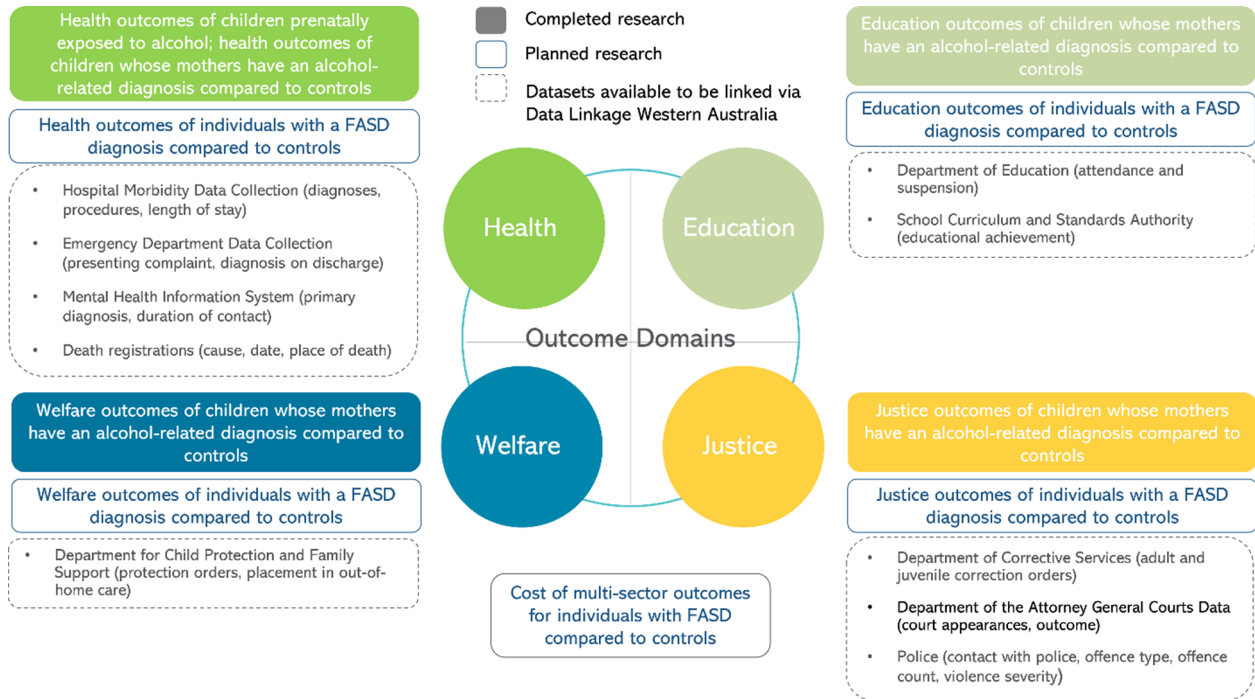 Health outcomes of children prenatally
exposed to alcohol; health outcomes of
children whose mothers have an alcohol-
related diagnosis compared to controls
Health outcomes of individuals with a FASD
diagnosis compared to controls
• Hospital Morbidity Data Collection (diagnoses,
procedures, length of stay)
• Emergency Department Data Collection
(presenting complaint, diagnosis on discharge)
• Mental Health Information System (primary
diagnosis, duration of contact)
• Death registrations (cause, date, place of death)
Welfare outcomes of children whose mothers
have an alcohol-related diagnosis compared to
controls
Welfare outcomes of individuals with a FASD
diagnosis compared to controls
• Department for Child Protection and Family
Support (protection orders, placement in out-of-
home care)
Completed research
Planned research
Datasets available to be linked via
Data Linkage Western Australia
Health
Education
Outcome Domains
Welfare
Justice
Cost of multi-sector outcomes
for individuals with FASD
compared to controls
Education outcomes of children whose mothers
have an alcohol-related diagnosis compared to
controls
Education outcomes of individuals with a FASD
diagnosis compared to controls
• Department of Education (attendance and
suspension)
• School Curriculum and Standards Authority
(educational achievement)
Justice outcomes of children whose mothers
have an alcohol-related diagnosis compared to
controls
Justice outcomes of individuals with a FASD
diagnosis compared to controls
• Department of Corrective Services (adult and
juvenile correction orders)
• Department of the Attorney General Courts Data
(court appearances, outcome)
• Police (contact with police, offence type, offence
count, violence severity)